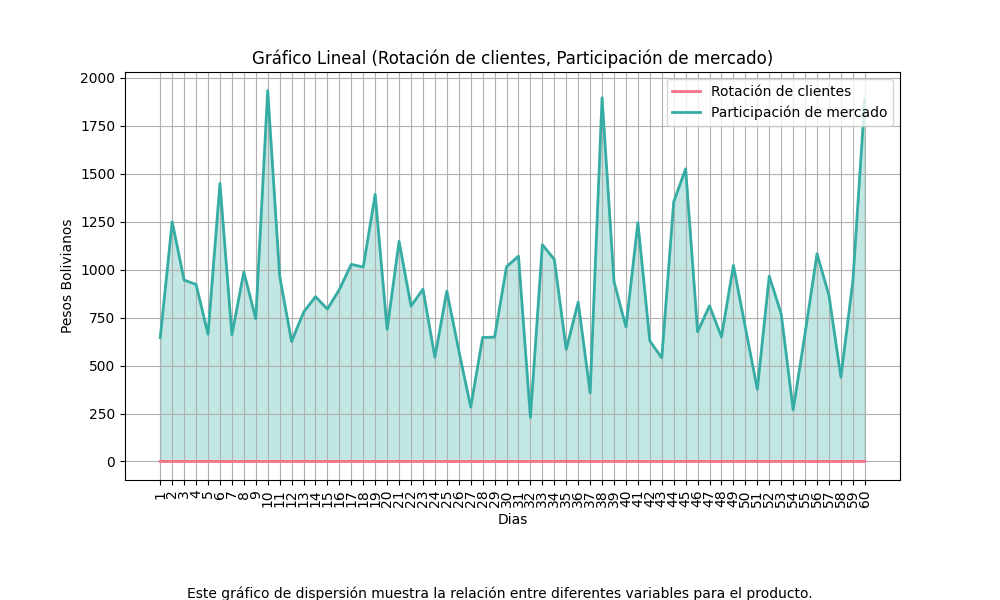 Gráfico Lineal (Rotación de clientes, Participación de mercado)
Rotación de clientes
Participación de mercado
Pesos Bolivianos
2000
1750
1500
1250
1000
750
500
250
0
1 2 3 4 5 6 7 8 9 10 11 12 13 14 15 16 17 18 19 20 21 22 23 24 25 26 27 28 29 30 31 32 33 34 35 36 37 38 39 40 41 42 43 44 45 46 47 48 49 50 51 52 53 54 55 56 57 58 59 60
Dias
Este gráfico de dispersión muestra la relación entre diferentes variables para el producto.